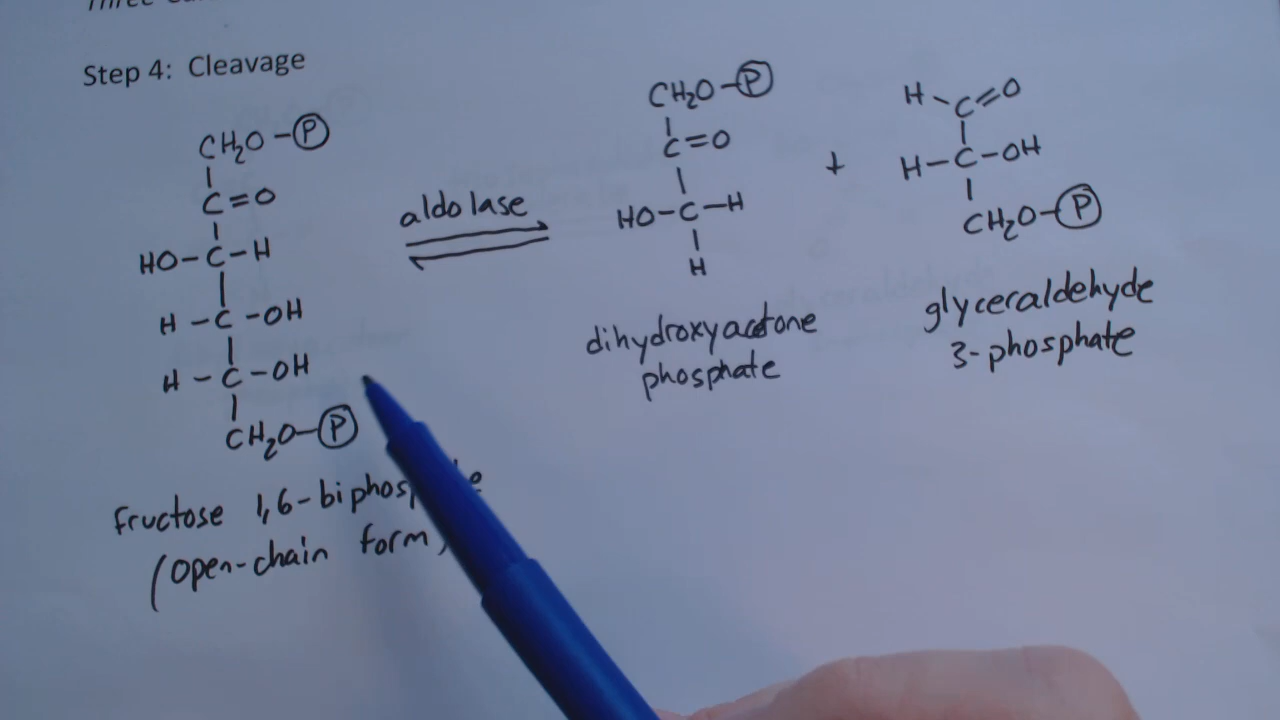 Three
Step 4: Cleavage
CH2O-Ⓟ
C=O
HO-C-H
H-C-OH
H-C-OH
CH2O-Ⓟ
fructose 1,6-biphosp
(open-chain form)
aldolase
CH2O-Ⓟ
C=O
HO-C-H
H
dihydroxyacetone
phosphate
+
H-C=O
H-C-OH
CH2O-Ⓟ
glyceraldehyde
3-phosphate